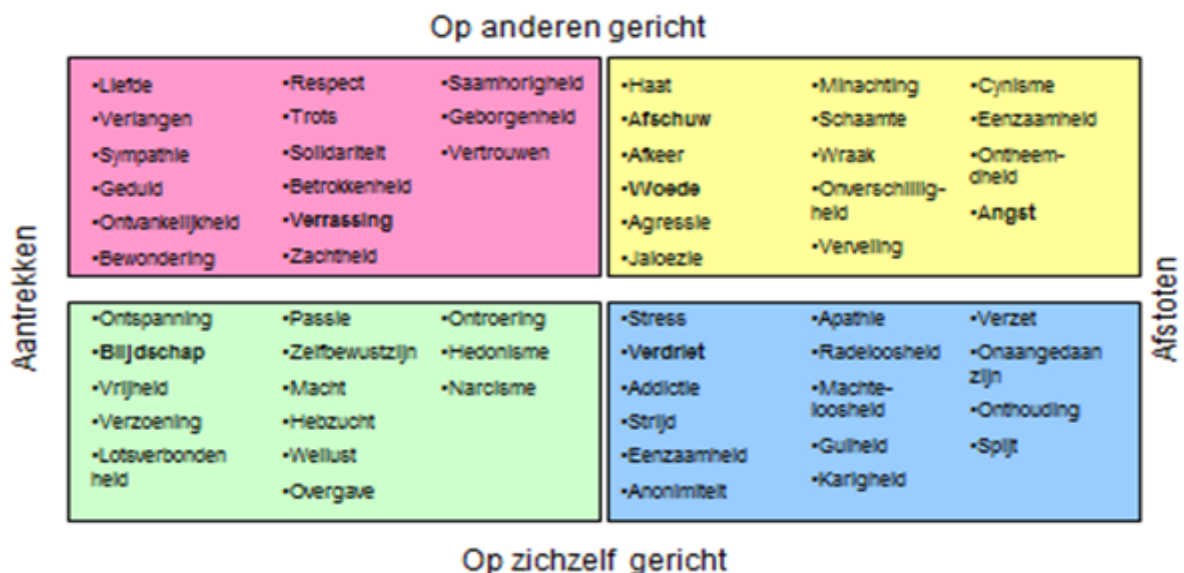 Op anderen gericht
•Liefde
•Verlangen
•Sympathie
•Geduld
•Ontvankelijkheid
•Bewondering
•Respect
•Trots
•Solidariteit
•Betrokkenheid
•Verrassing
•Zachtheid
•Saamhorigheid
•Geborgenheid
•Vertrouwen
•Haat
•Afschuw
•Afkeer
•Woede
•Agressie
•Jaloezie
•Minachting
•Schaamte
•Wraak
•Onverschillig-
heid
•Verveling
•Cynisme
•Eenzaamheid
•Ontheem-
dheid
•Angst
Aantrekken
Afstoten
•Ontspanning
•Blijdschap
•Vrijheid
•Verzoening
•Lotsverbonden
heid
•Passie
•Zelfbewustzijn
•Macht
•Hebzucht
•Wellust
•Overgave
•Ontroering
•Hedonisme
•Narcisme
•Stress
•Verdriet
•Addictie
•Strijd
•Eenzaamheid
•Anonimiteit
•Apathie
•Radeloosheid
•Machte-
loosheid
•Gulheid
•Karigheid
•Verzet
•Onaangedaan
zijn
•Onthouding
•Spijt
Op zichzelf gericht